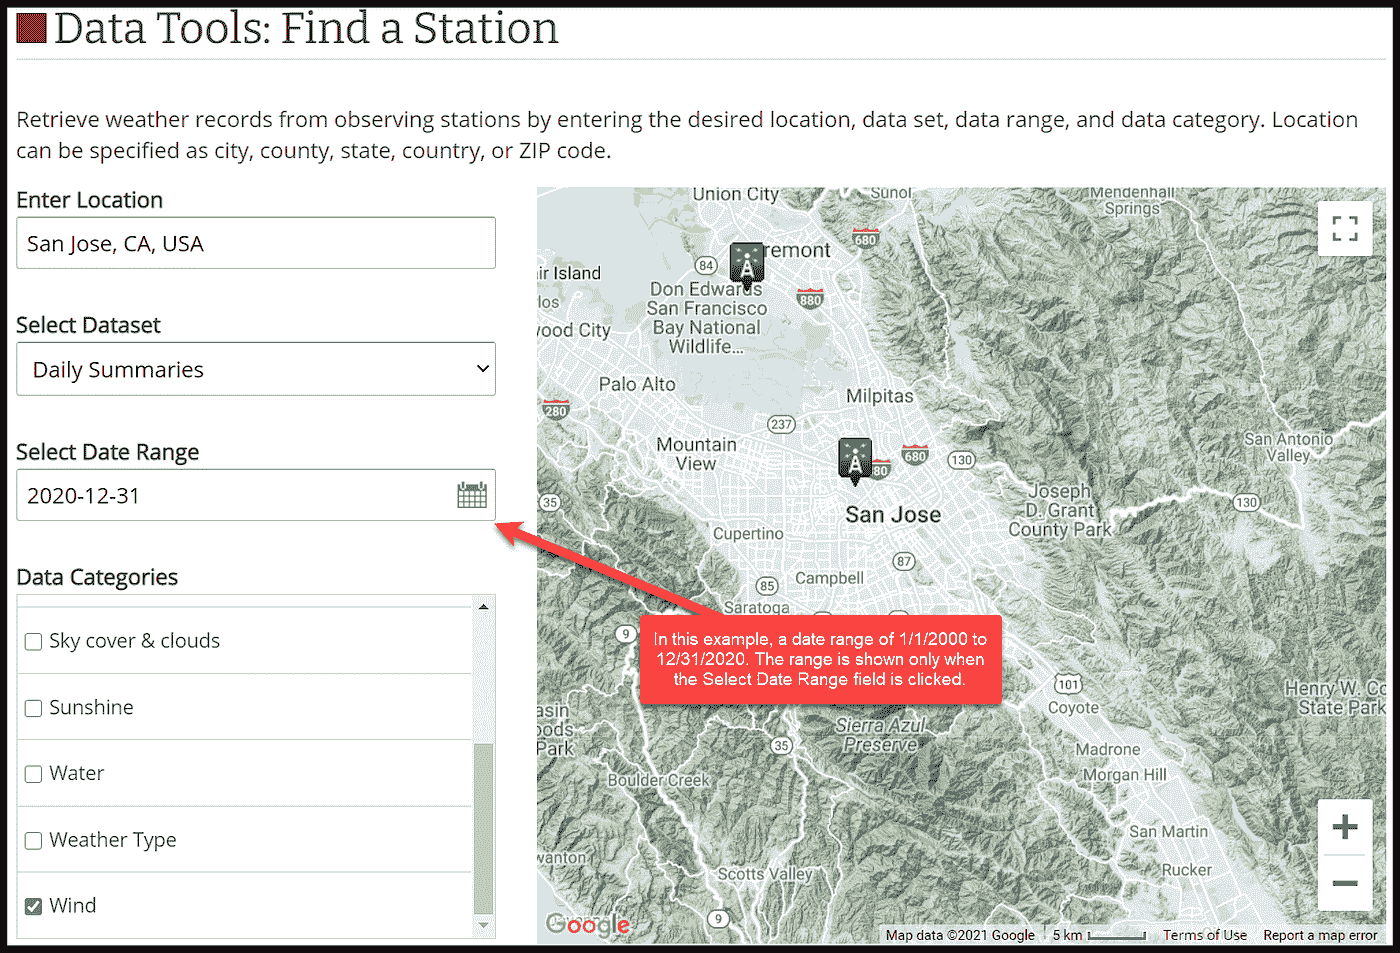 Data Tools: Find a Station
Retrieve weather records from observing stations by entering the desired location, data set, data range, and data category. Location
can be specified as city, county, state, country, or ZIP code.
Enter Location
San Jose, CA, USA
Select Dataset
Daily Summaries
Select Date Range
2020-12-31
Data Categories
Sky cover & clouds
Sunshine
Water
Weather Type
Wind
Union City
Sunol
Mendenhall
Springs
680
remont
84
air Island
Don Edwards
880
San Francisco
Bay National
Wildlife...
los
wood City
Palo Alto
Milpitas
280
237
Mountain
View
680
130
San Antonio
Valley
80
35
San Jose
Joseph
D. Grant
County Park
130
Cupertino
87
Campbell
85
Saratoga
9
In this example, a date range of 1/1/2000 to
12/31/2020. The range is shown only when
the Select Date Range field is clicked.
101
Coyote
Henry W. Co
State Park
asin
ods
Park
Sierra Azul
Preserve
35
Madrone
Boulder Creek
Morgan Hill
San Martin
wanton
Scotts Valley
Rucker
9
Google
Map data ©2021 Google
5 km
Terms of Use
Report a map error